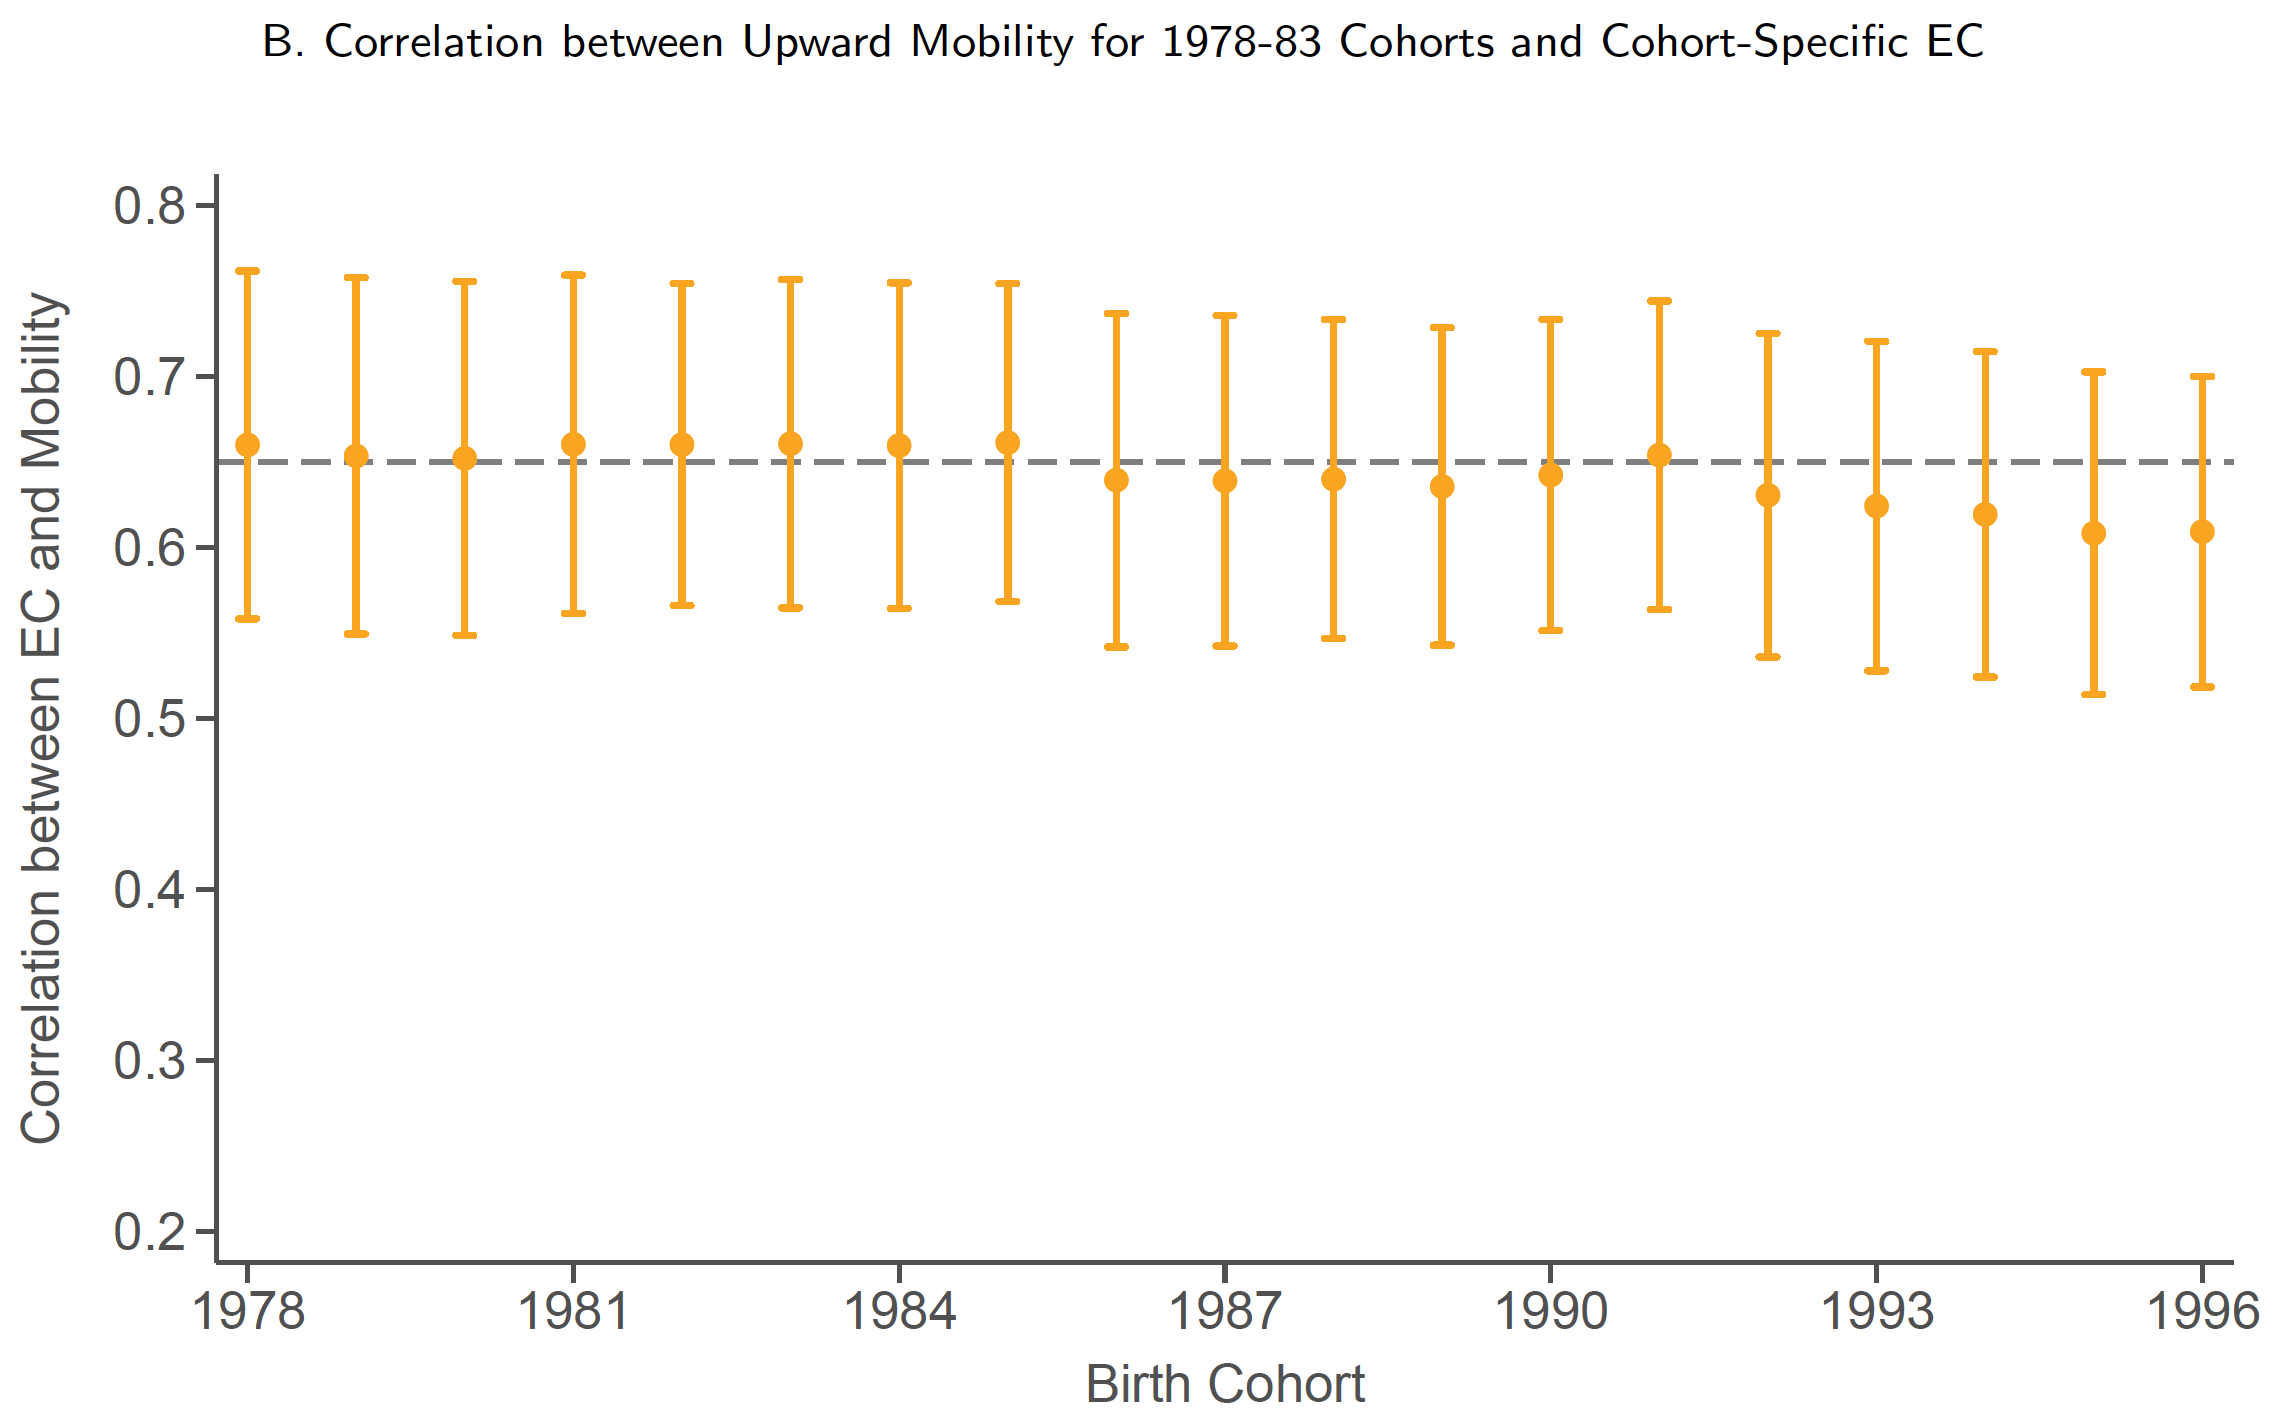 B. Correlation between Upward Mobility for 1978-83 Cohorts and Cohort-Specific EC
Correlation between EC and Mobility
0.8
0.7
0.6
0.5
0.4
0.3
0.2
1978 1981 1984 1987 1990 1993 1996
Birth Cohort